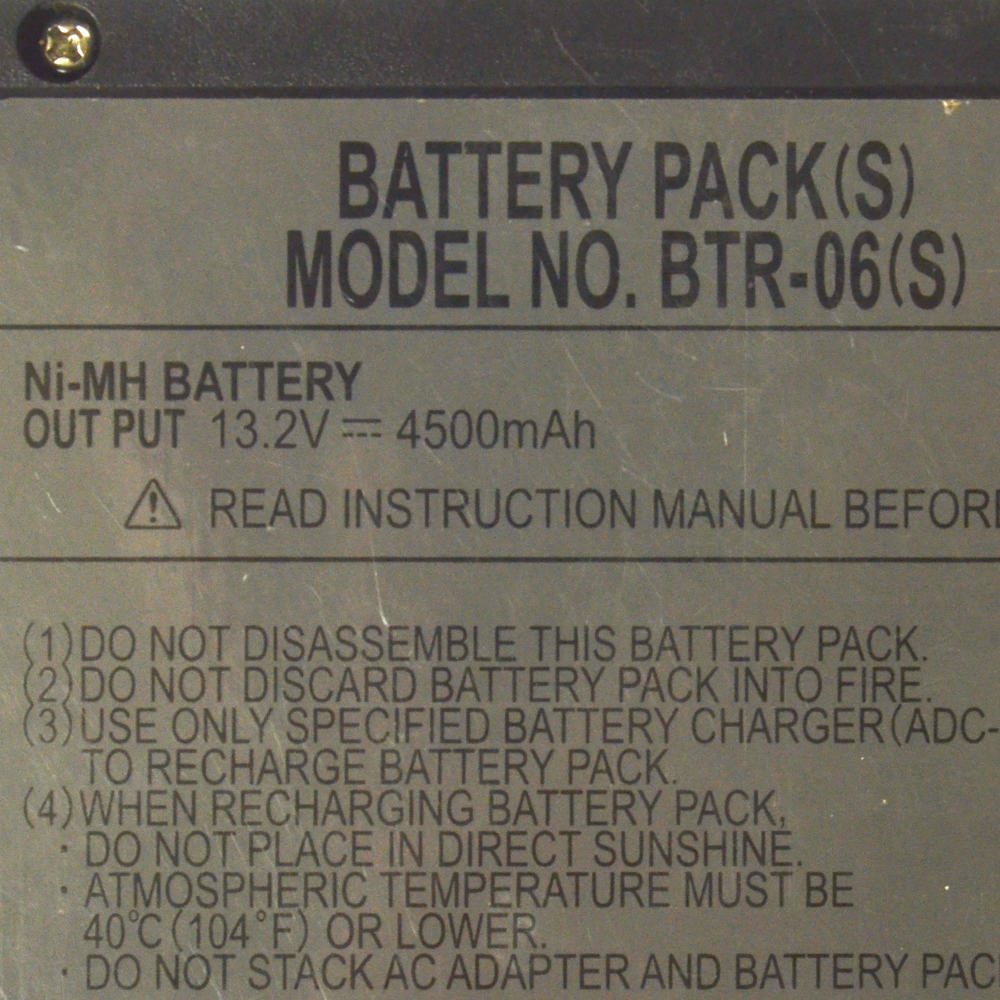 BATTERY PACK(S)
MODEL NO. BTR-06(S)
Ni-MH BATTERY
OUT PUT 13.2V ⎓ 4500mAh
⚠ READ INSTRUCTION MANUAL BEFOR
(1) DO NOT DISASSEMBLE THIS BATTERY PACK.
(2) DO NOT DISCARD BATTERY PACK INTO FIRE.
(3) USE ONLY SPECIFIED BATTERY CHARGER(ADC-
TO RECHARGE BATTERY PACK.
(4) WHEN RECHARGING BATTERY PACK,
· DO NOT PLACE IN DIRECT SUNSHINE.
· ATMOSPHERIC TEMPERATURE MUST BE
40°C (104°F) OR LOWER.
· DO NOT STACK AC ADAPTER AND BATTERY PAC